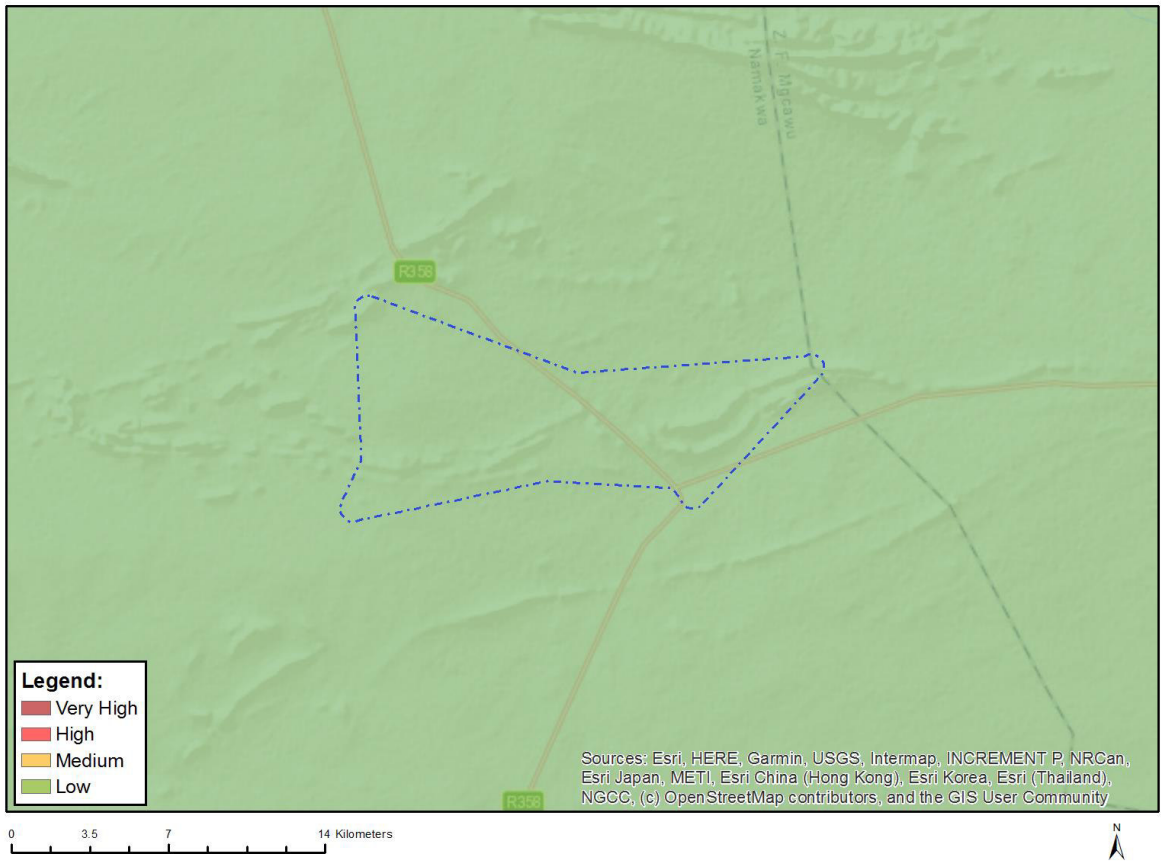 Z. F. Mgcawu
Namakwa
R358
Legend:
Very High
High
Medium
Low
Sources: Esri, HERE, Garmin, USGS, Intermap, INCREMENT P, NRCan,
Esri Japan, METI, Esri China (Hong Kong), Esri Korea, Esri (Thailand),
NGCC, (c) OpenStreetMap contributors, and the GIS User Community
R358
0 3.5 7 14 Kilometers
N